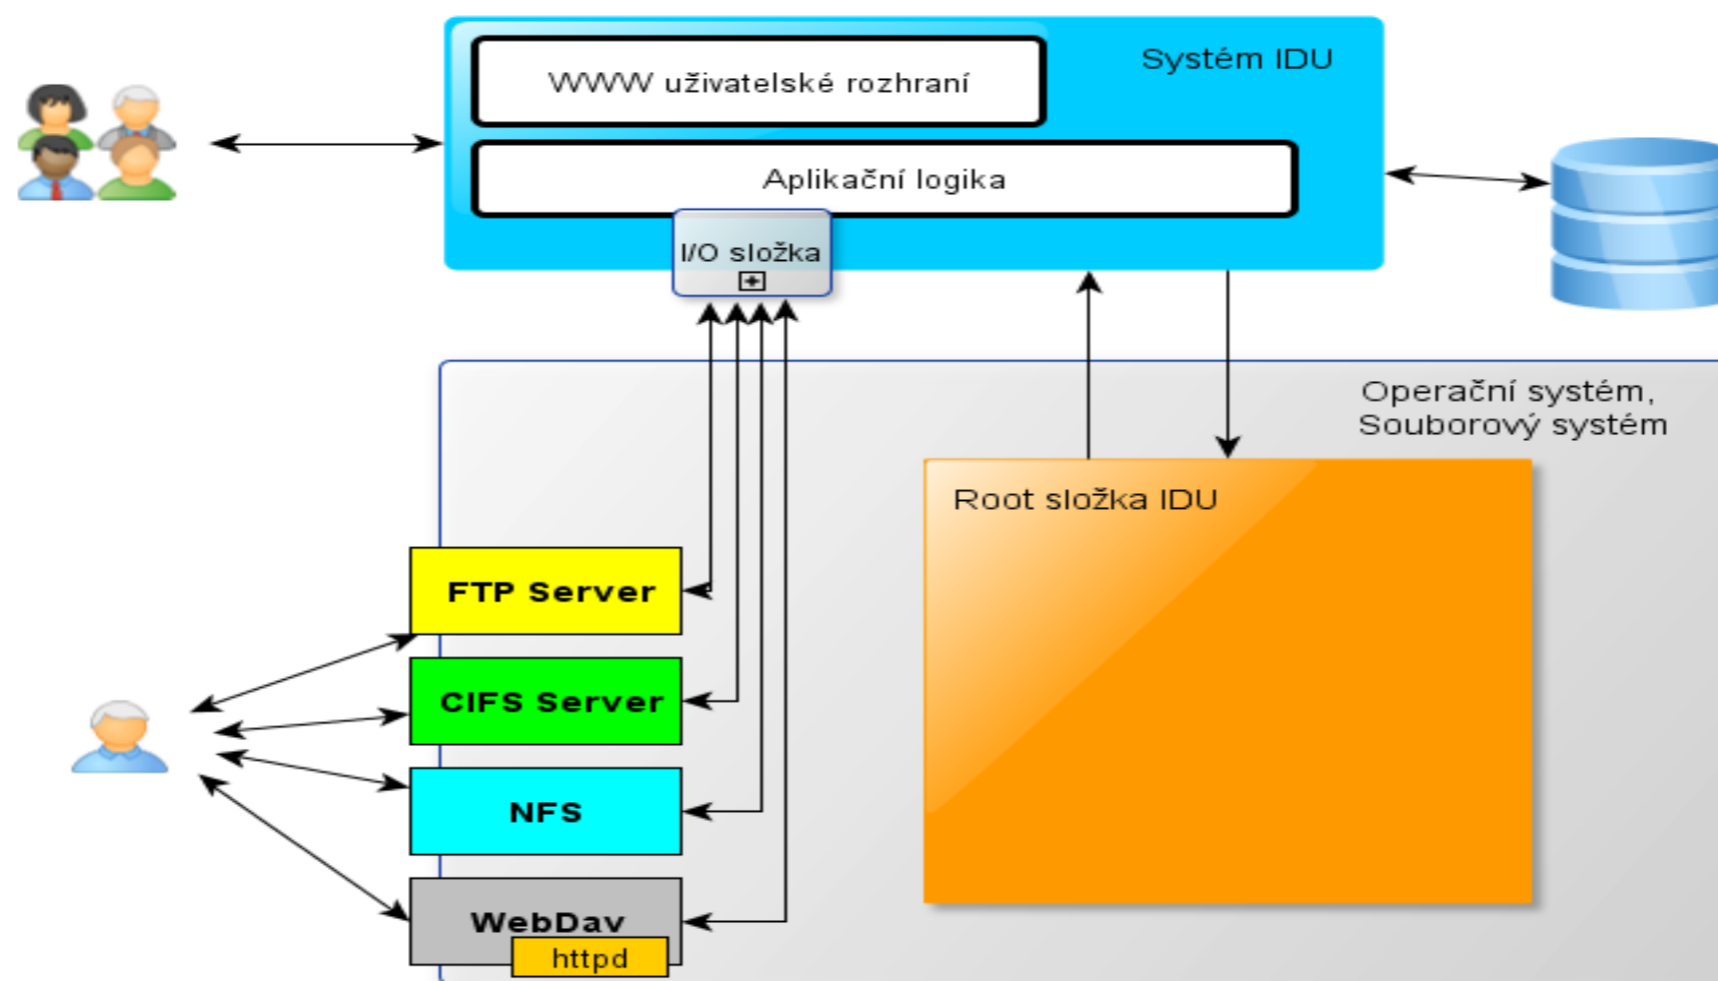 Systém IDU
WWW uživatelské rozhraní
Aplikační logika
I/O složka
Operační systém,
Souborový systém
Root složka IDU
FTP Server
CIFS Server
NFS
WebDav
httpd